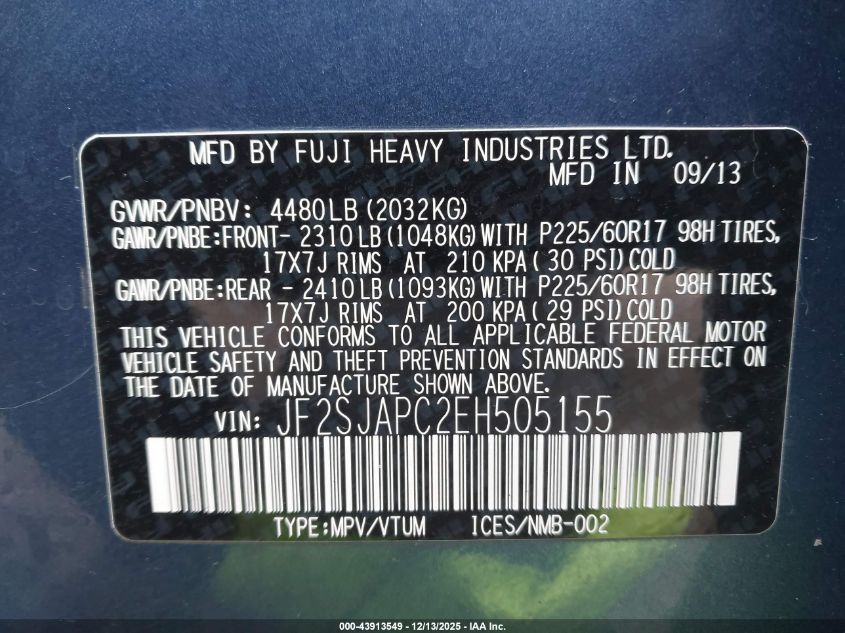 MFD BY FUJI HEAVY INDUSTRIES LTD.
MFD IN 09/13
GVWR/PNBV: 4480LB (2032KG)
GAWR/PNBE:FRONT- 2310LB (1048KG) WITH P225/60R17 98H TIRES,
17X7J RIMS AT 210 KPA ( 30 PSI) COLD
GAWR/PNBE:REAR - 2410LB (1093KG) WITH P225/60R17 98H TIRES,
17X7J RIMS AT 200 KPA ( 29 PSI) COLD
THIS VEHICLE CONFORMS TO ALL APPLICABLE FEDERAL MOTOR
VEHICLE SAFETY AND THEFT PREVENTION STANDARDS IN EFFECT ON
THE DATE OF MANUFACTURE SHOWN ABOVE.
VIN: JF2SJAPC2EH505155
TYPE:MPV/VTUM ICES/NMB-002
000-43913549 - 12/13/2025 - IAA Inc.